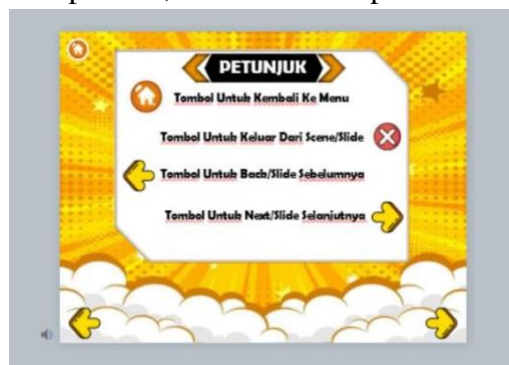 PETUNJUK
Tombol Untuk Kembali Ke Menu
Tombol Untuk Keluar Dari Scene/Slide
Tombol Untuk Back/Slide Sebelumnya
Tombol Untuk Next/Slide Selanjutnya